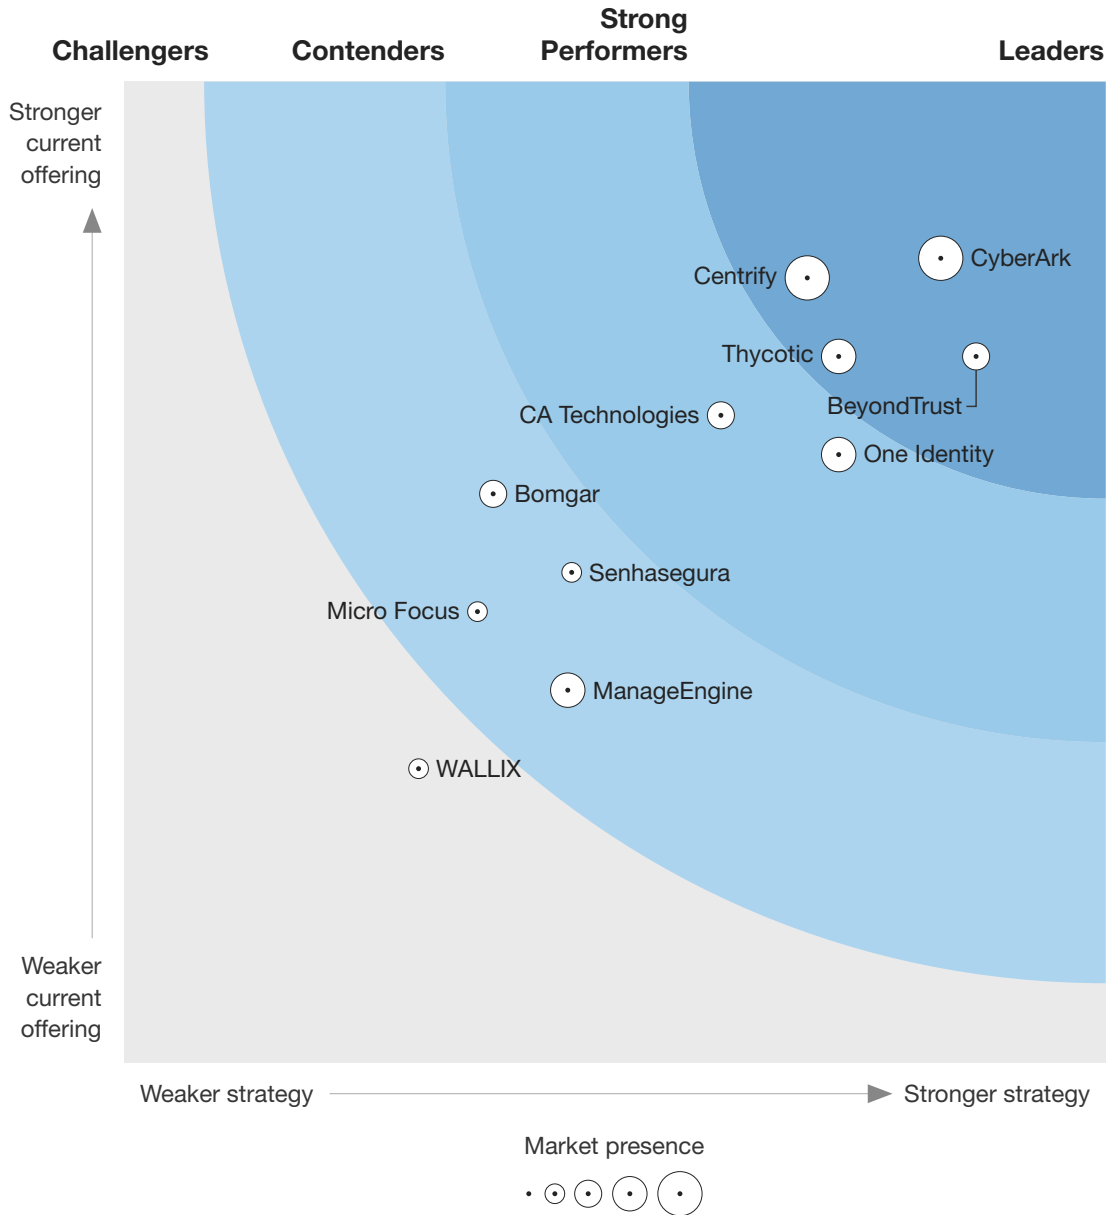 Challengers
Contenders
Strong
Performers
Leaders
Stronger
current
offering
CyberArk
Centrify
Thycotic
BeyondTrust
CA Technologies
One Identity
Bomgar
Senhasegura
Micro Focus
ManageEngine
WALLIX
Weaker
current
offering
Weaker strategy
Stronger strategy
Market presence